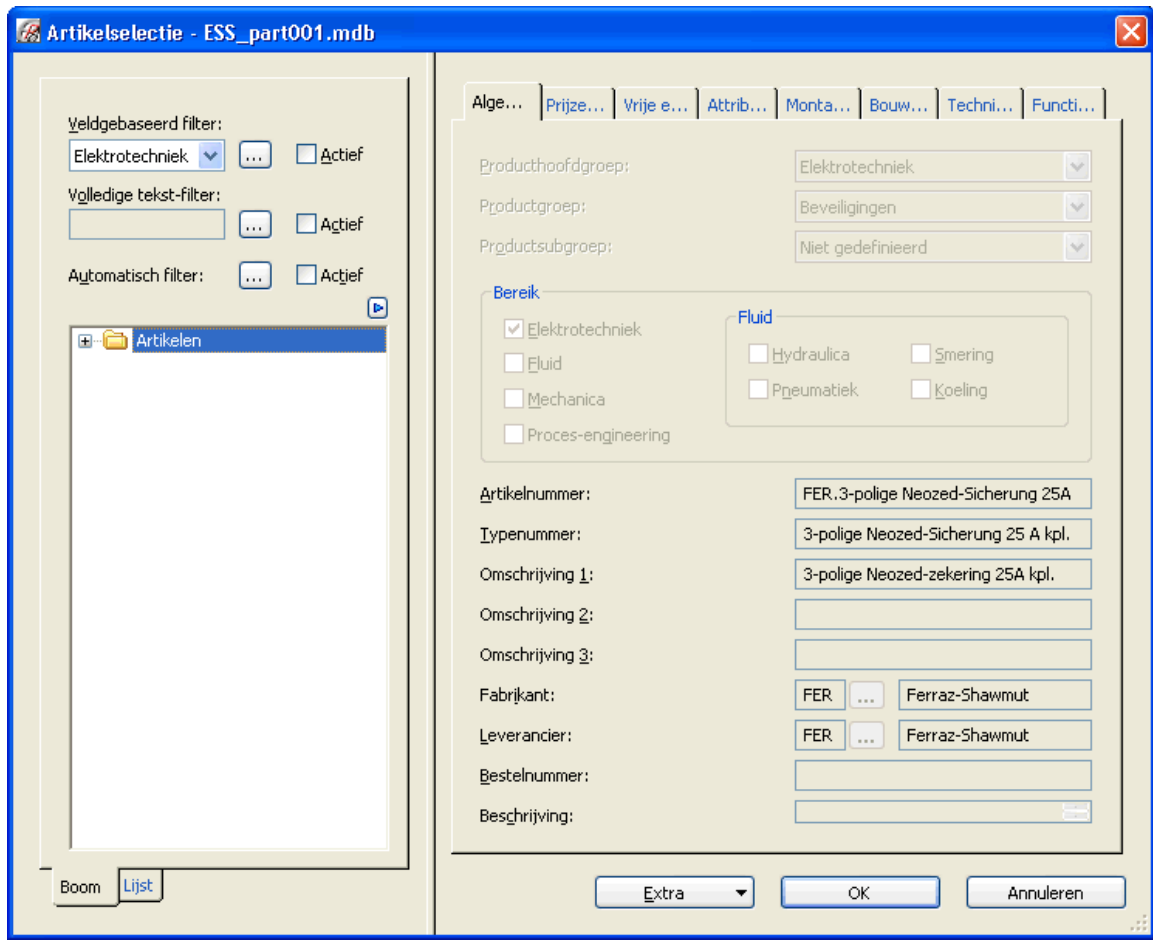 Artikelselectie - ESS_part001.mdb
Veldgebaseerd filter:
Elektrotechniek ... Actief
Volledige tekst-filter:
... Actief
Automatisch filter: ... Actief
Artikelen
Boom Lijst
Alge... Prijze... Vrije e... Attrib... Monta... Bouw... Techni... Functi...
Producthoofdgroep: Elektrotechniek
Productgroep: Beveiligingen
Productsubgroep: Niet gedefinieerd
Bereik
Elektrotechniek
Fluid
Mechanica
Proces-engineering
Fluid
Hydraulica Smering
Pneumatiek Koeling
Artikelnummer: FER.3-polige Neozed-Sicherung 25A
Typenummer: 3-polige Neozed-Sicherung 25 A kpl.
Omschrijving 1: 3-polige Neozed-zekering 25A kpl.
Omschrijving 2:
Omschrijving 3:
Fabrikant: FER ... Ferraz-Shawmut
Leverancier: FER ... Ferraz-Shawmut
Bestelnummer:
Beschrijving:
Extra OK Annuleren